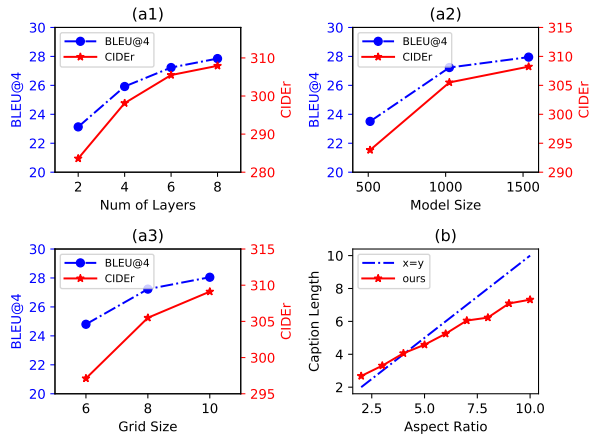 (a1)
BLEU@4
CIDEr
30
28
26
24
22
20
310
300
290
280
2
4
6
8
BLEU@4
CIDEr
Num of Layers
(a2)
BLEU@4
CIDEr
30
28
26
24
22
20
315
310
305
300
295
290
500
1000
1500
BLEU@4
CIDEr
Model Size
(a3)
BLEU@4
CIDEr
30
28
26
24
22
20
315
310
305
300
295
6
8
10
BLEU@4
CIDEr
Grid Size
(b)
x=y
ours
10
8
6
4
2
2.5
5.0
7.5
10.0
Caption Length
Aspect Ratio